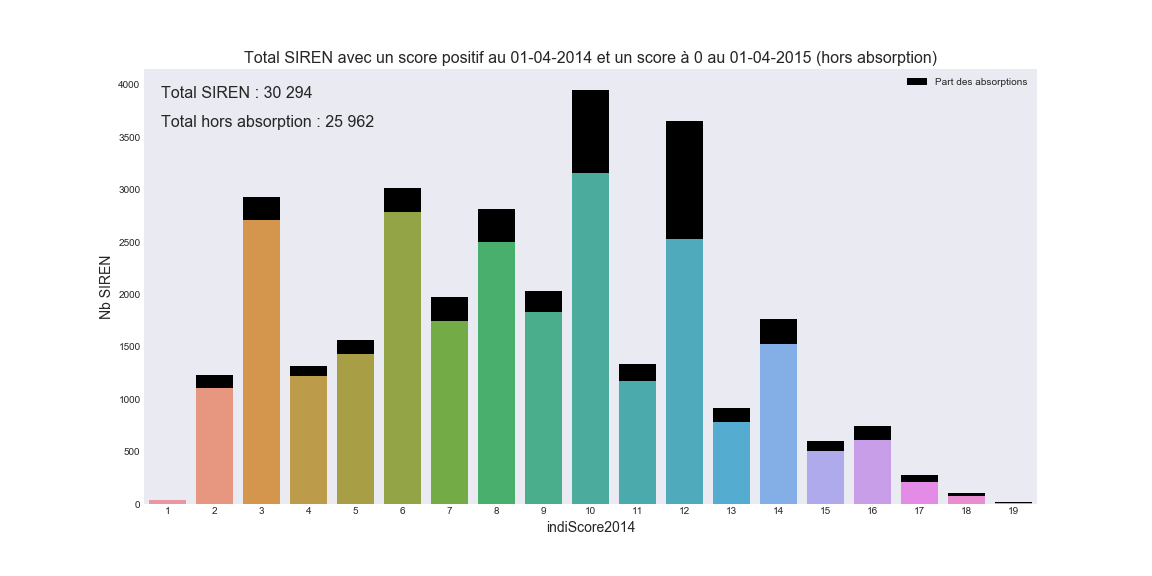 Total SIREN avec un score positif au 01-04-2014 et un score à 0 au 01-04-2015 (hors absorption)
Total SIREN : 30 294
Total hors absorption : 25 962
Part des absorptions
Nb SIREN
4000
3500
3000
2500
2000
1500
1000
500
0
1 2 3 4 5 6 7 8 9 10 11 12 13 14 15 16 17 18 19
indiScore2014